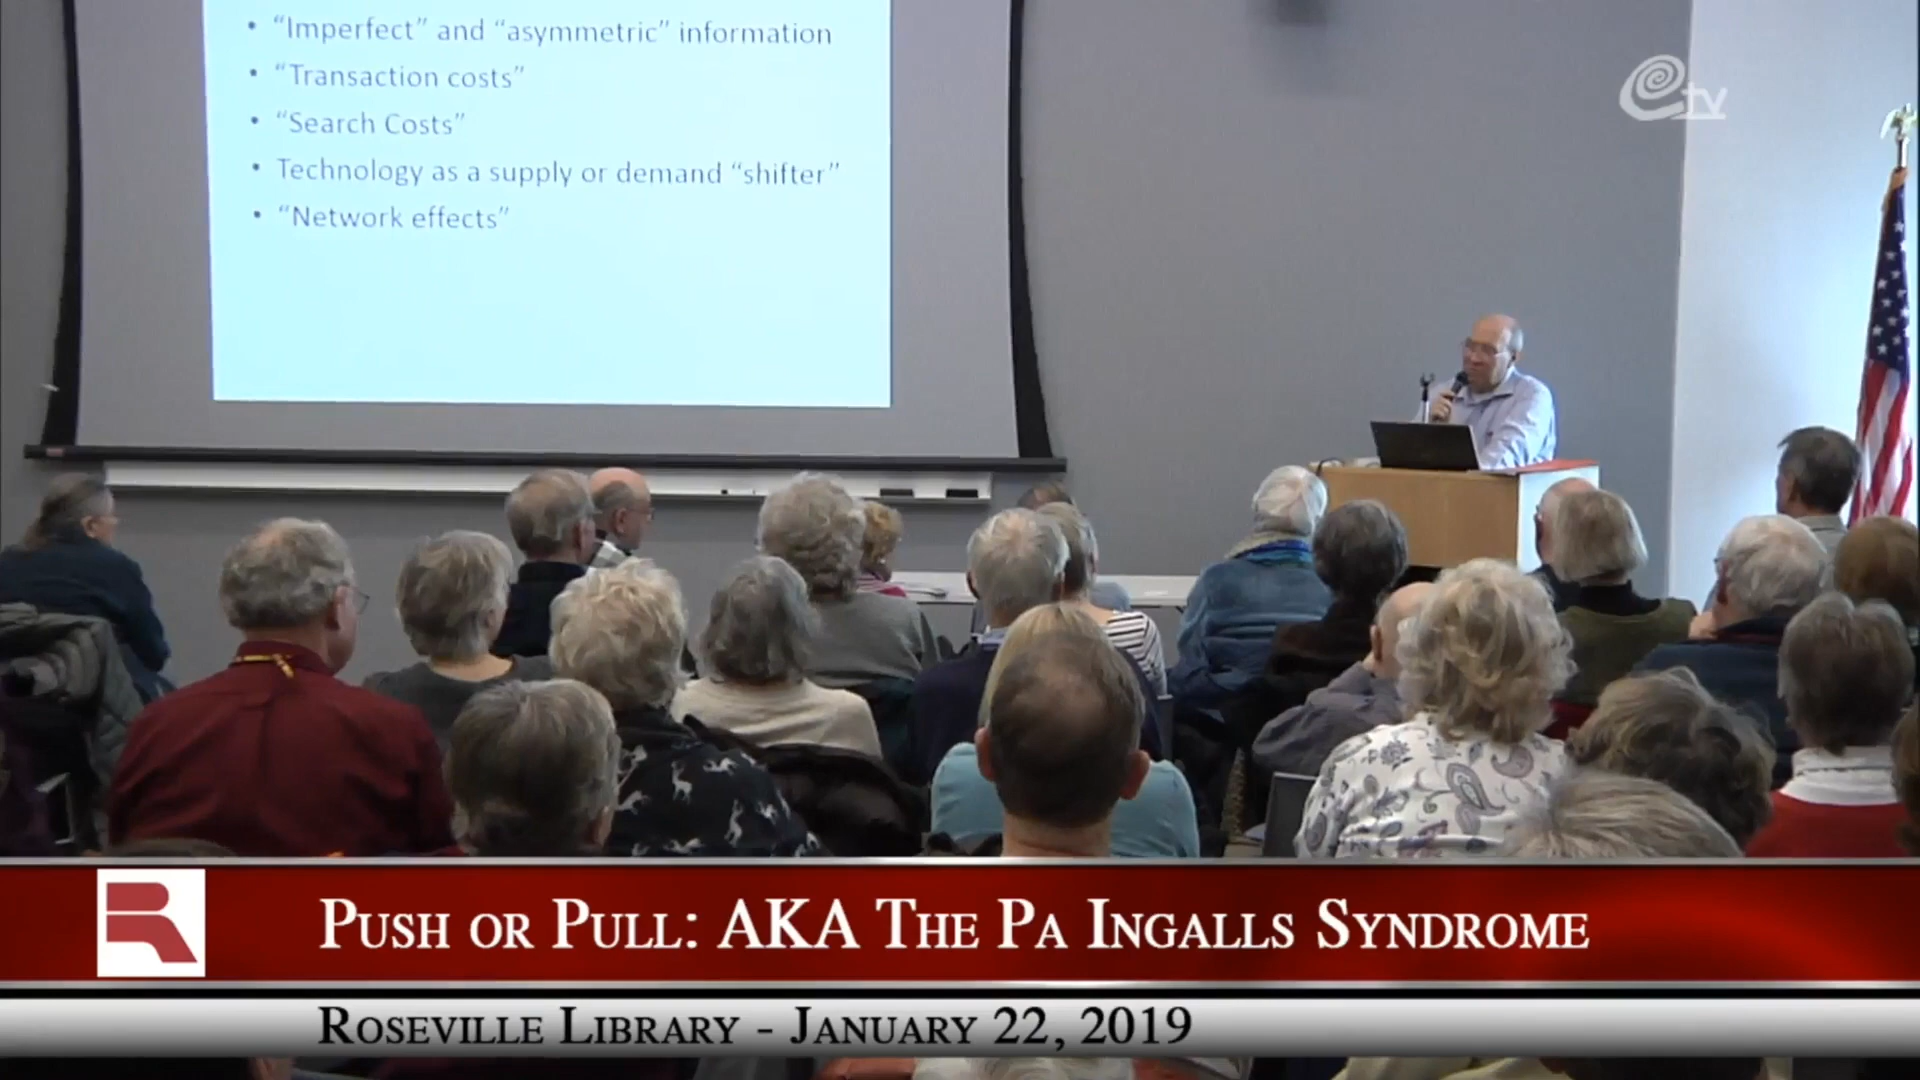 • “Imperfect” and “asymmetric” information
• “Transaction costs”
• “Search Costs”
• Technology as a supply or demand “shifter”
• “Network effects”
etv
R
PUSH OR PULL: AKA THE PA INGALLS SYNDROME
ROSEVILLE LIBRARY - JANUARY 22, 2019